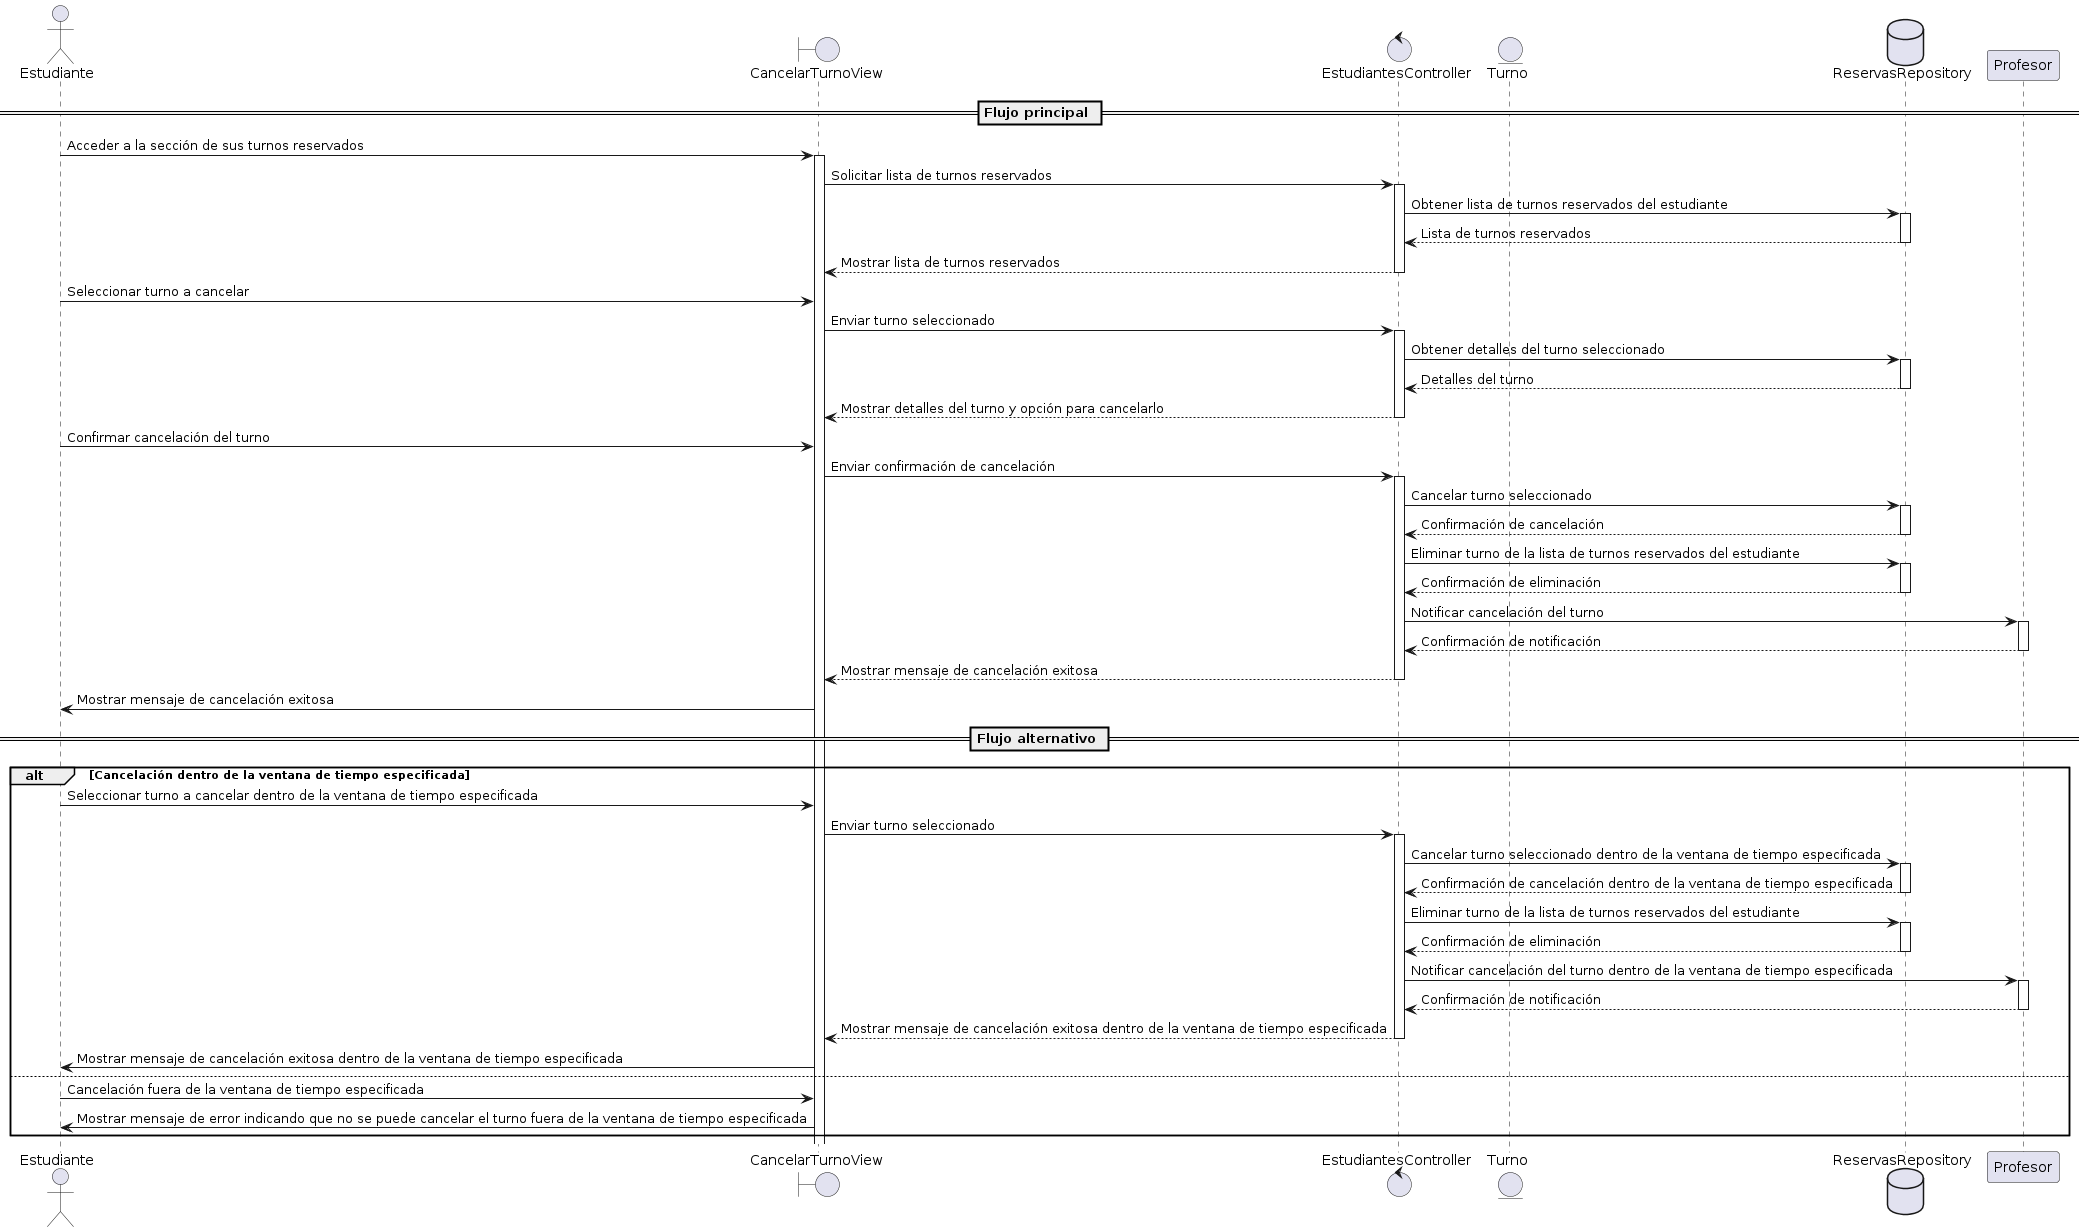 Estudiante
CancelarTurnoView
EstudiantesController
Turno
ReservasRepository
Profesor
Flujo principal
Acceder a la sección de sus turnos reservados
Solicitar lista de turnos reservados
Obtener lista de turnos reservados del estudiante
Lista de turnos reservados
Mostrar lista de turnos reservados
Seleccionar turno a cancelar
Enviar turno seleccionado
Obtener detalles del turno seleccionado
Detalles del turno
Mostrar detalles del turno y opción para cancelarlo
Confirmar cancelación del turno
Enviar confirmación de cancelación
Cancelar turno seleccionado
Confirmación de cancelación
Eliminar turno de la lista de turnos reservados del estudiante
Confirmación de eliminación
Notificar cancelación del turno
Confirmación de notificación
Mostrar mensaje de cancelación exitosa
Mostrar mensaje de cancelación exitosa
Flujo alternativo
alt [Cancelación dentro de la ventana de tiempo especificada]
Seleccionar turno a cancelar dentro de la ventana de tiempo especificada
Enviar turno seleccionado
Cancelar turno seleccionado dentro de la ventana de tiempo especificada
Confirmación de cancelación dentro de la ventana de tiempo especificada
Eliminar turno de la lista de turnos reservados del estudiante
Confirmación de eliminación
Notificar cancelación del turno dentro de la ventana de tiempo especificada
Confirmación de notificación
Mostrar mensaje de cancelación exitosa dentro de la ventana de tiempo especificada
Mostrar mensaje de cancelación exitosa dentro de la ventana de tiempo especificada
Cancelación fuera de la ventana de tiempo especificada
Mostrar mensaje de error indicando que no se puede cancelar el turno fuera de la ventana de tiempo especificada
Estudiante
CancelarTurnoView
EstudiantesController
Turno
ReservasRepository
Profesor